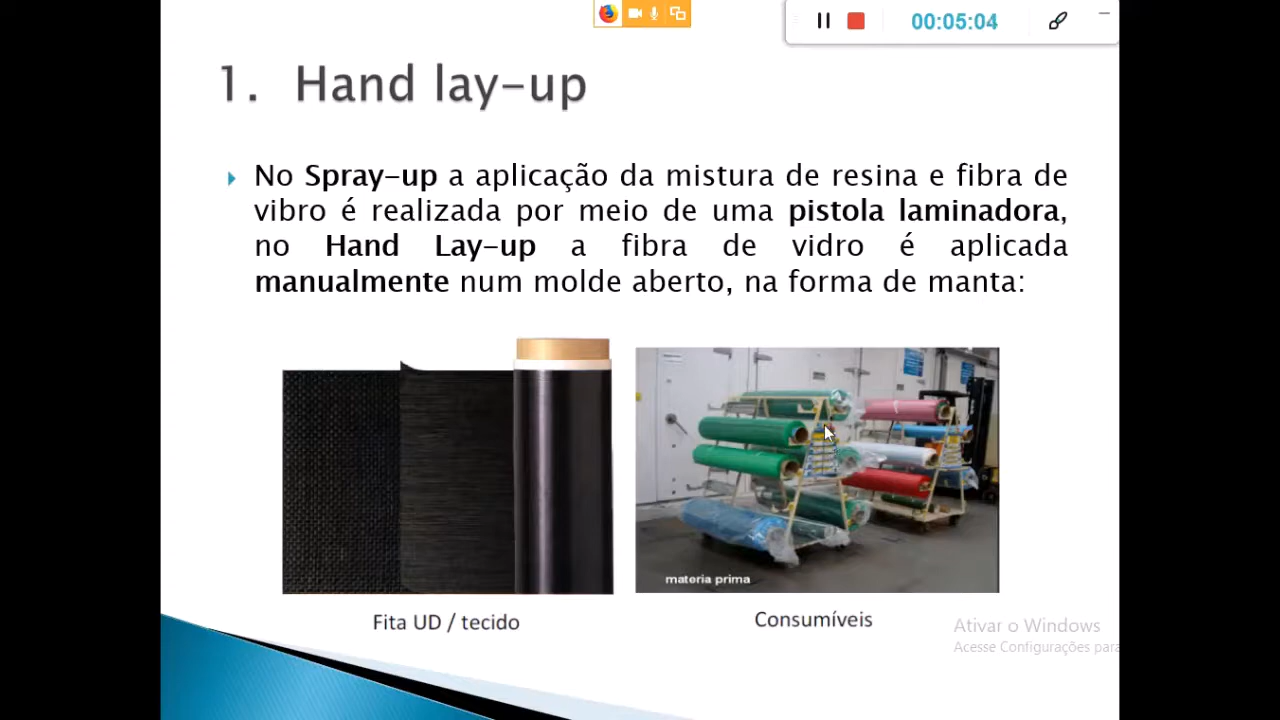 00:05:04
1. Hand lay-up
No Spray-up a aplicação da mistura de resina e fibra de
vibro é realizada por meio de uma pistola laminadora,
no Hand Lay-up a fibra de vidro é aplicada
manualmente num molde aberto, na forma de manta:
materia prima
Fita UD / tecido
Consumíveis
Ativar o Windows
Acesse Configurações para